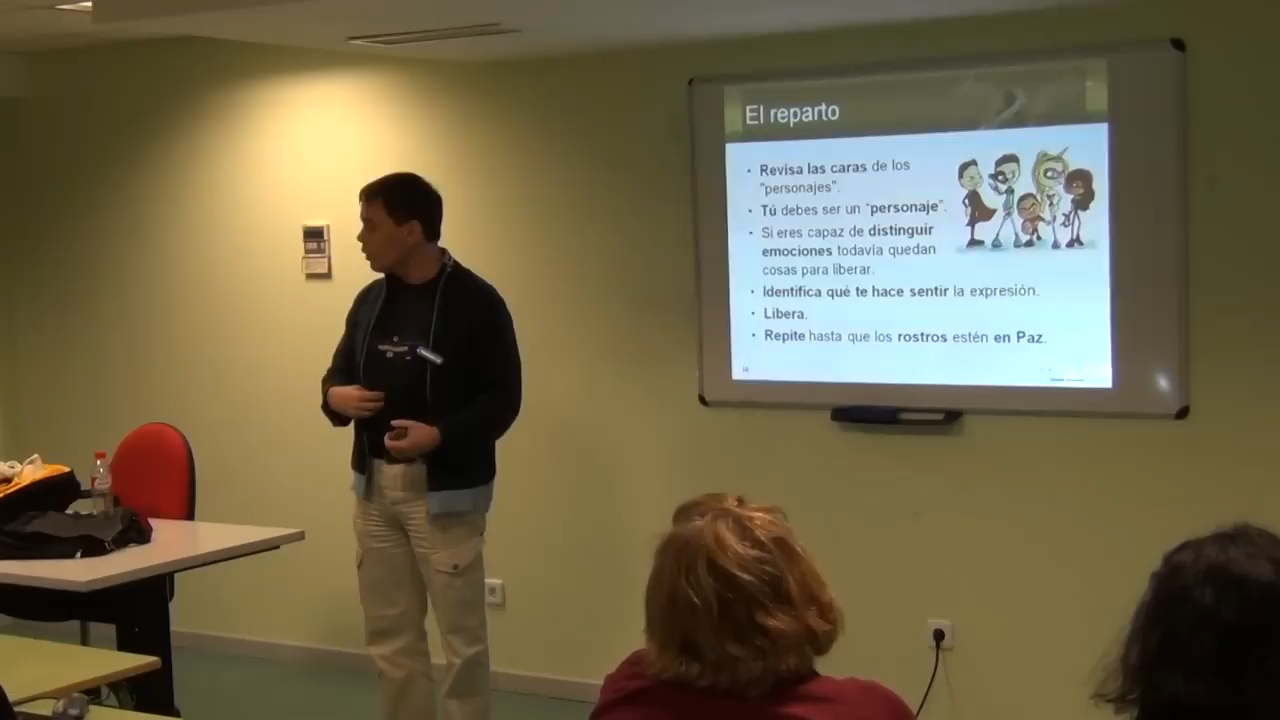 El reparto
• Revisa las caras de los
"personajes".
• Tú debes ser un "personaje".
• Si eres capaz de distinguir
emociones todavía quedan
cosas para liberar.
• Identifica qué te hace sentir la expresión.
• Libera.
• Repite hasta que los rostros estén en Paz.